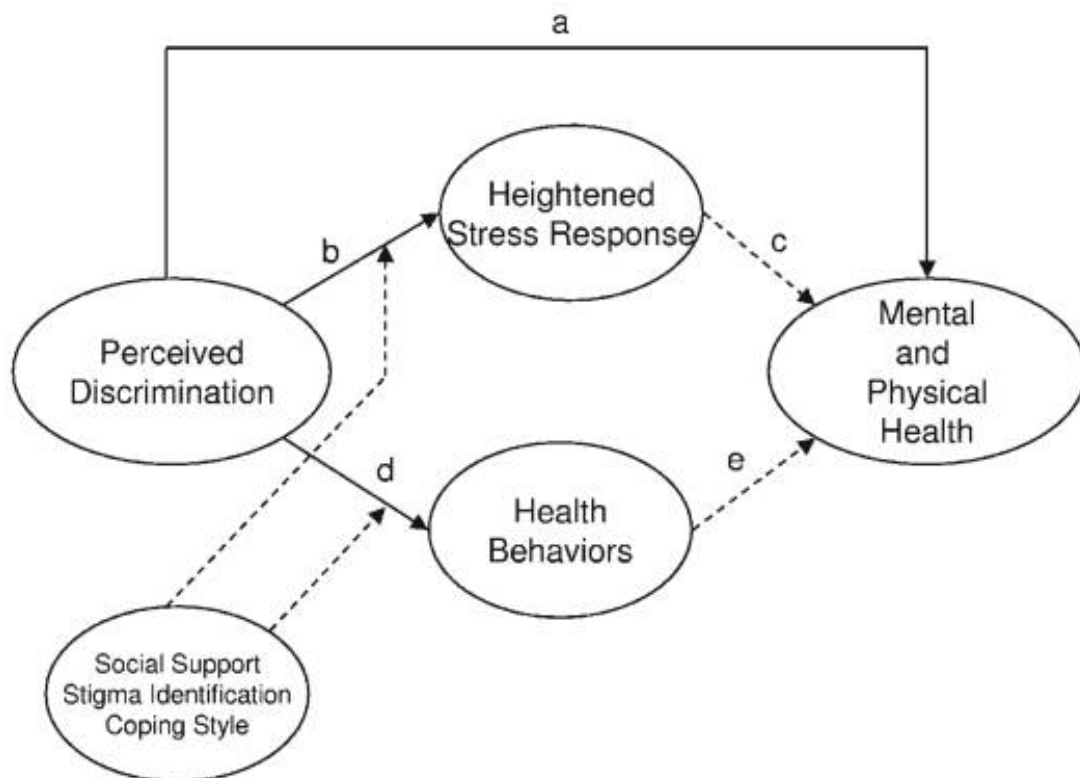 a
Heightened
Stress Response
b
c
Perceived
Discrimination
Mental
and
Physical
Health
d
e
Health
Behaviors
Social Support
Stigma Identification
Coping Style